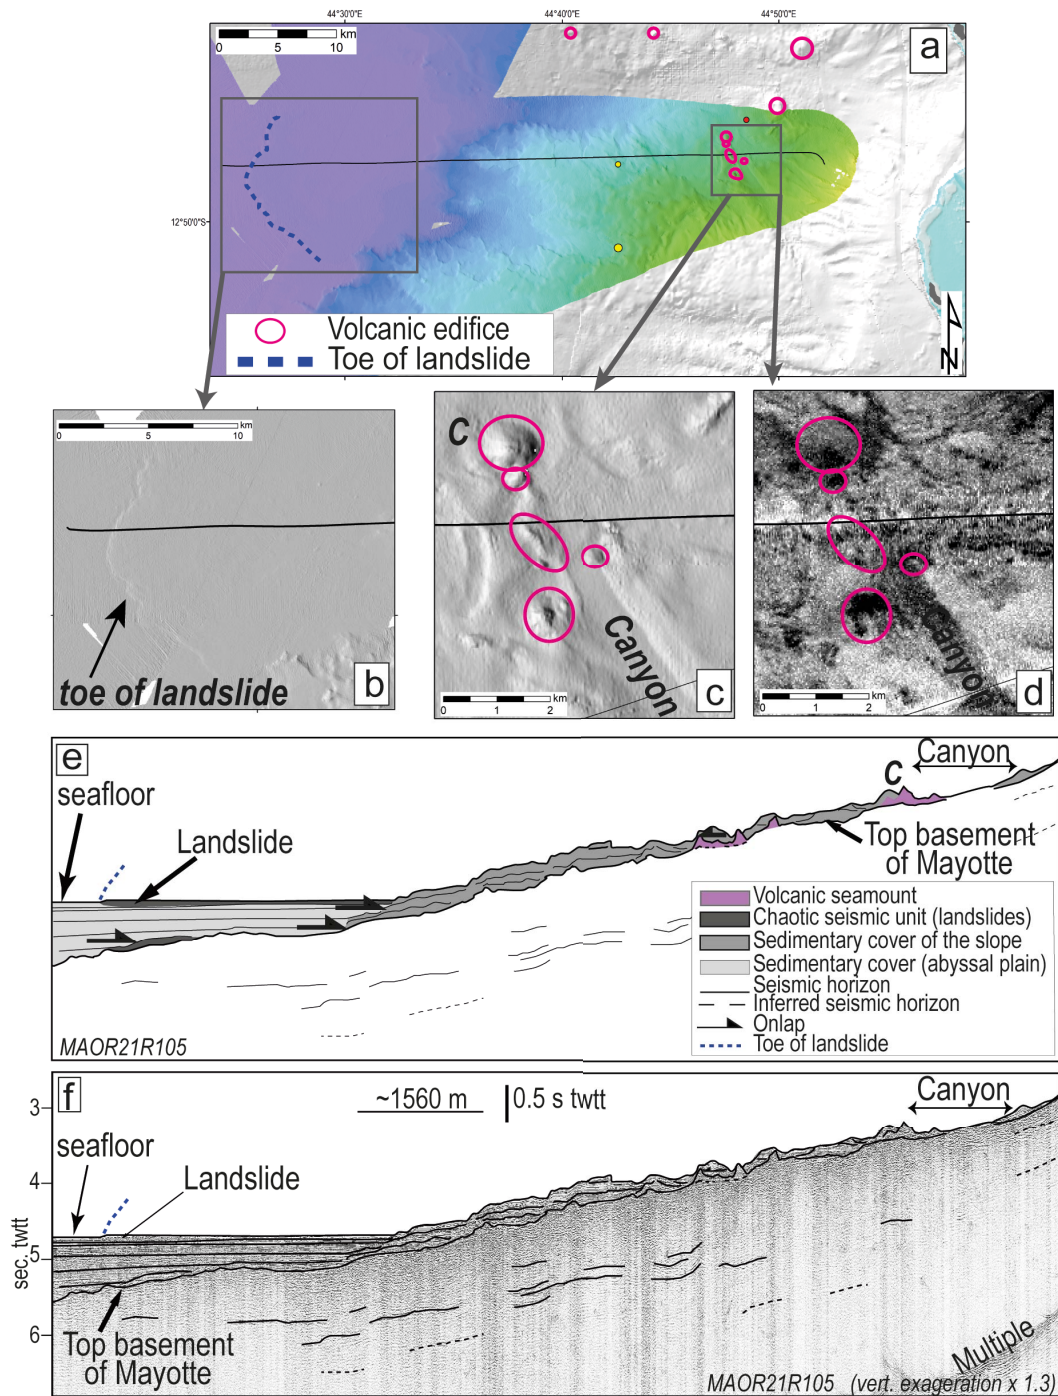 44°30'0"E 44°40'0"E 44°50'0"E
0 5 10 km
a
12°50'0"S
Volcanic edifice
Toe of landslide
N
0 5 10 km
toe of landslide
b
C
Canyon
0 1 2 km
c
Canyon
0 1 2 km
d
e
seafloor
Landslide
C
Canyon
Top basement
of Mayotte
Volcanic seamount
Chaotic seismic unit (landslides)
Sedimentary cover of the slope
Sedimentary cover (abyssal plain)
Seismic horizon
Inferred seismic horizon
Onlap
Toe of landslide
MAOR21R105
f
~1560 m
0.5 s twtt
Canyon
3
seafloor
Landslide
4
sec. twtt
5
Top basement
of Mayotte
6
Multiple
MAOR21R105 (vert. exageration x 1.3)